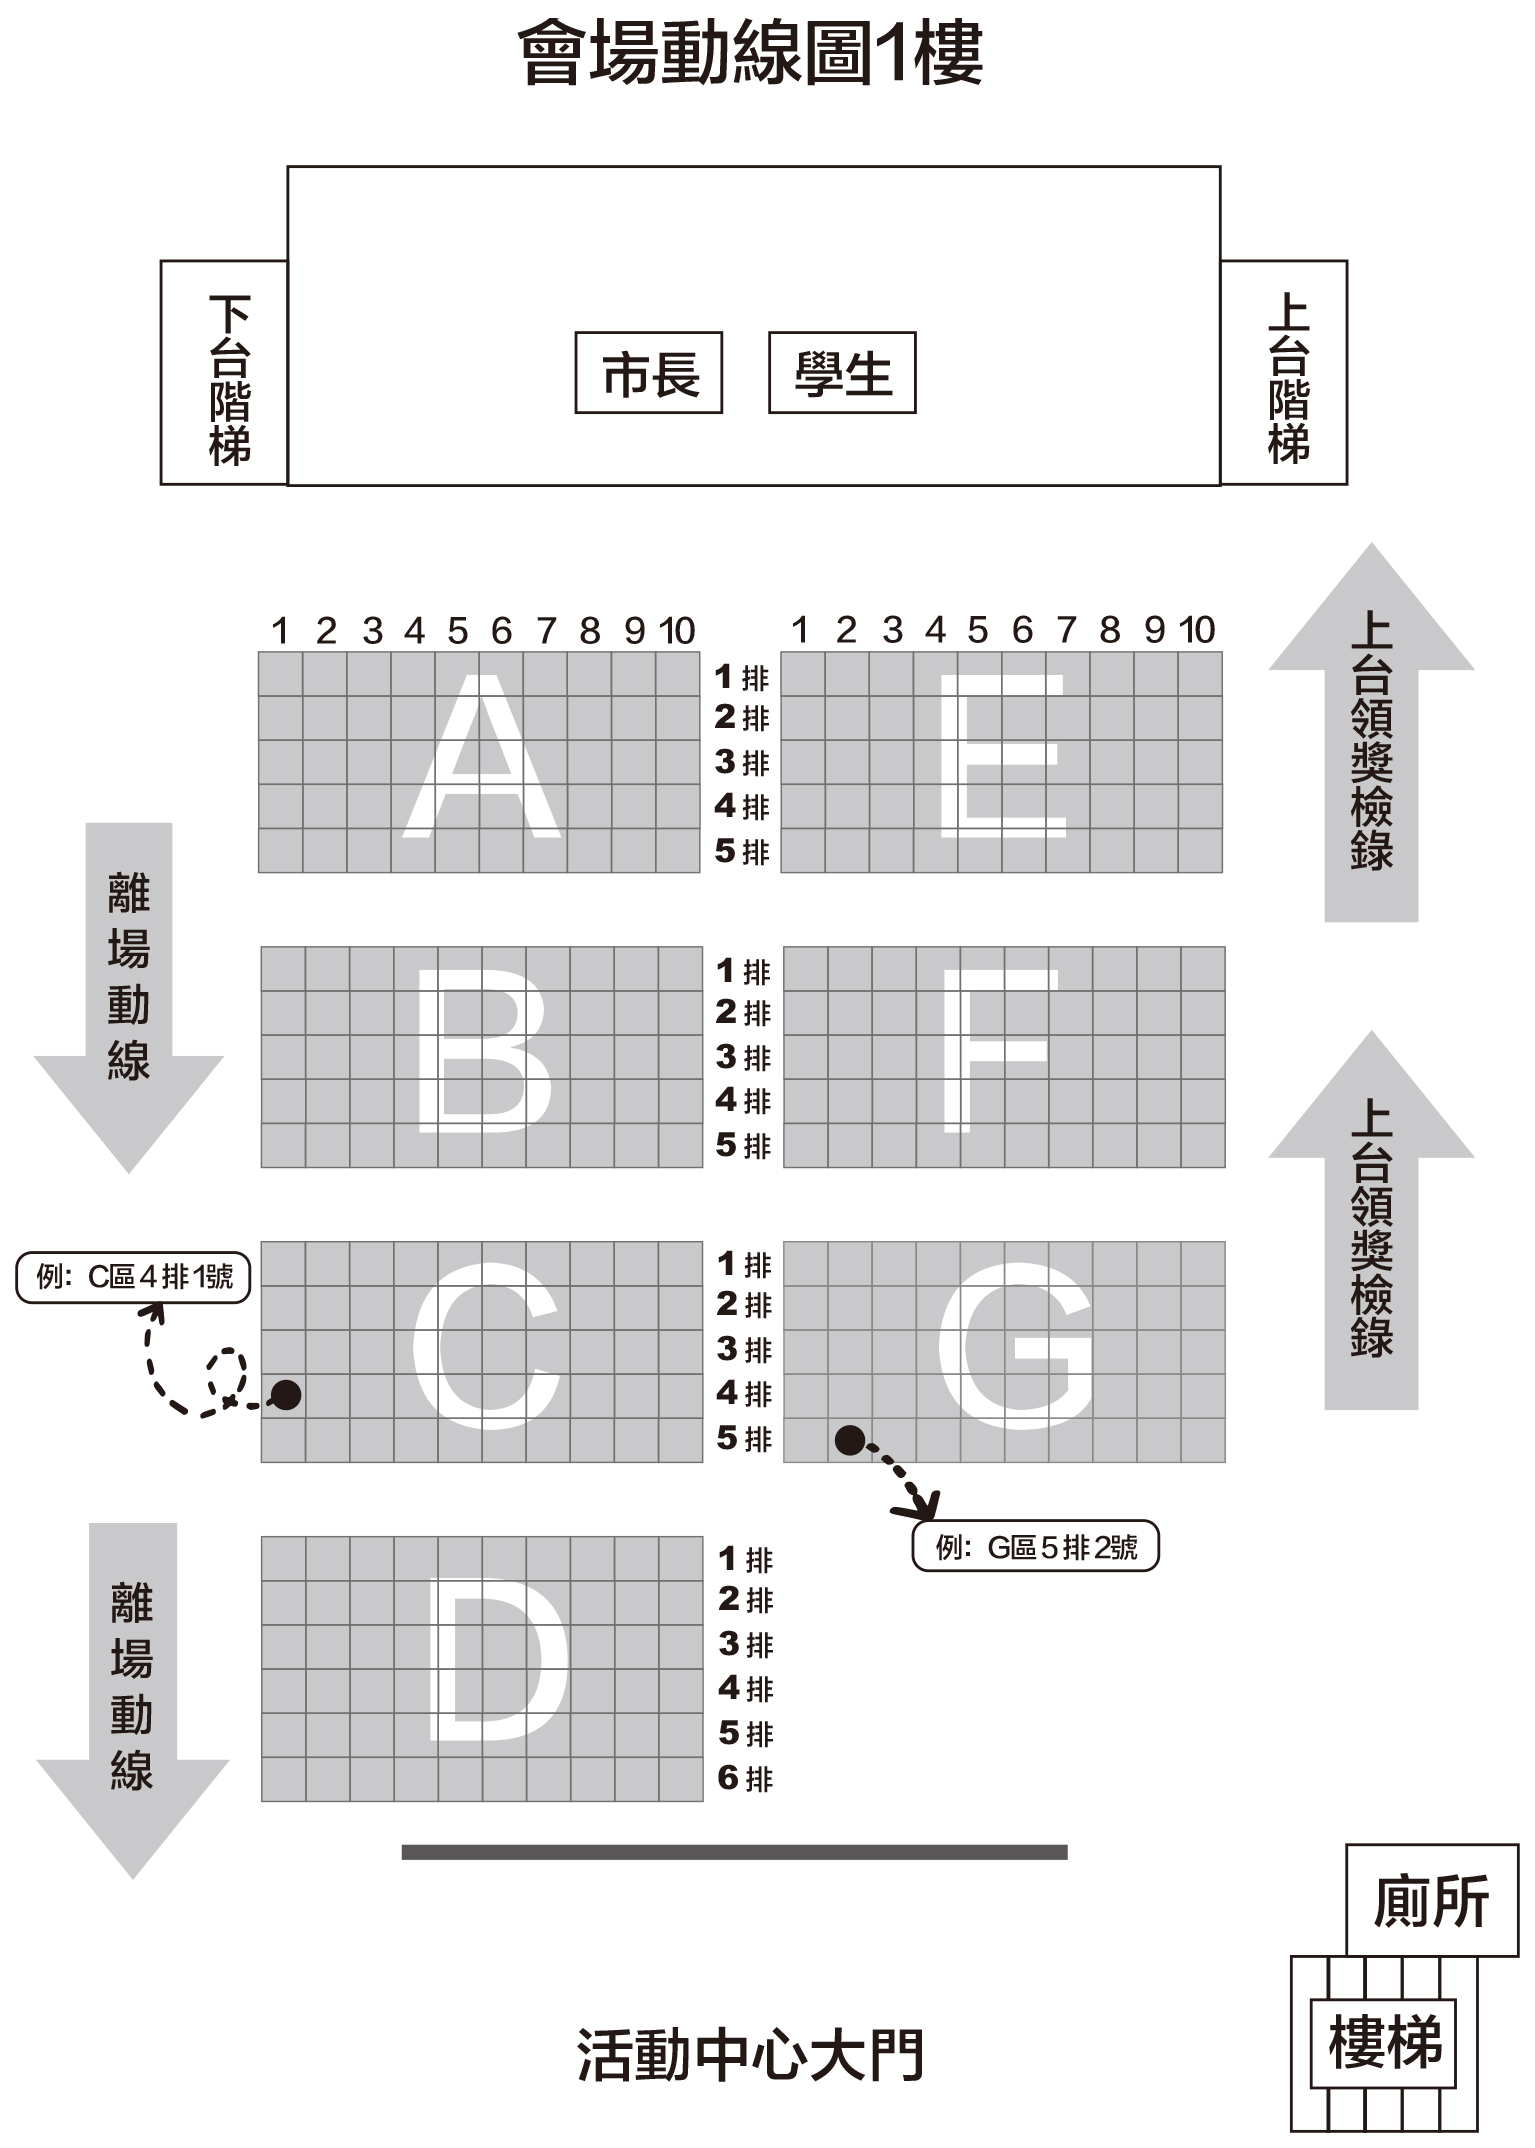 會場動線圖1樓
下台階梯
市長
學生
上台階梯
上台領獎檢錄
1 2 3 4 5 6 7 8 9 10
1 2 3 4 5 6 7 8 9 10
A
1排
2排
3排
4排
5排
E
離場動線
B
1排
2排
3排
4排
5排
F
上台領獎檢錄
例：C區4排1號
C
1排
2排
3排
4排
5排
G
例：G區5排2號
離場動線
D
1排
2排
3排
4排
5排
6排
廁所
樓梯
活動中心大門